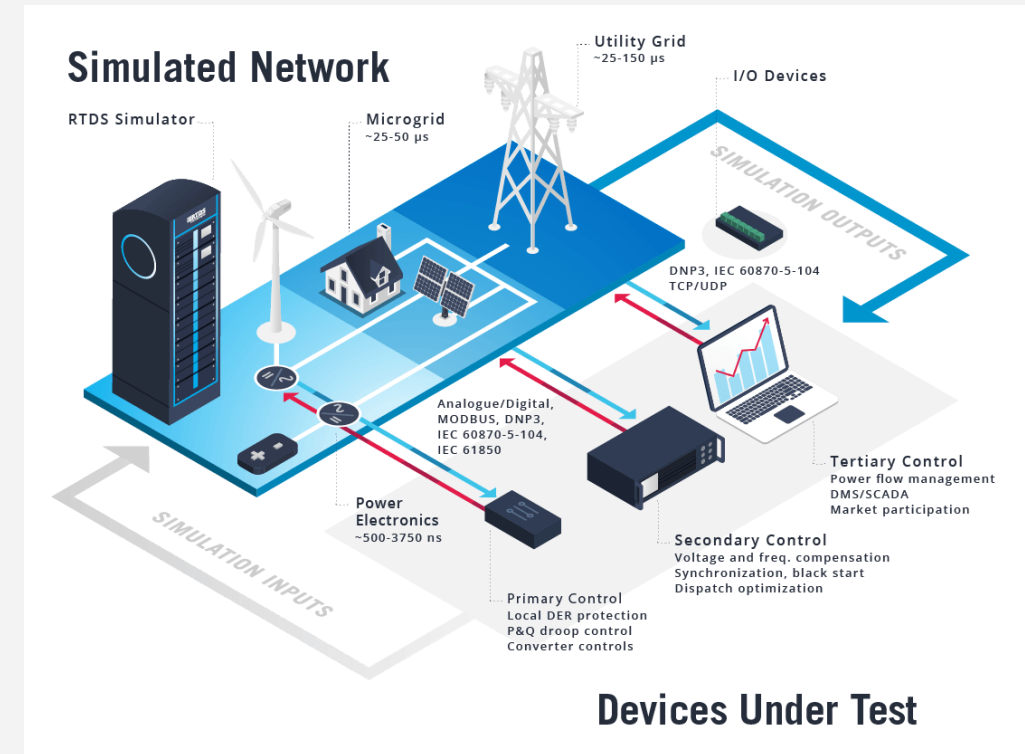 Simulated Network
Utility Grid
~25-150 µs
I/O Devices
RTDS Simulator
Microgrid
~25-50 µs
RTDS
SIMULATION OUTPUTS
DNP3, IEC 60870-5-104
TCP/UDP
Analogue/Digital,
MODBUS, DNP3,
IEC 60870-5-104,
IEC 61850
Tertiary Control
Power flow management
DMS/SCADA
Market participation
Power
Electronics
~500-3750 ns
SIMULATION INPUTS
Secondary Control
Voltage and freq. compensation
Synchronization, black start
Dispatch optimization
Primary Control
Local DER protection
P&Q droop control
Converter controls
Devices Under Test